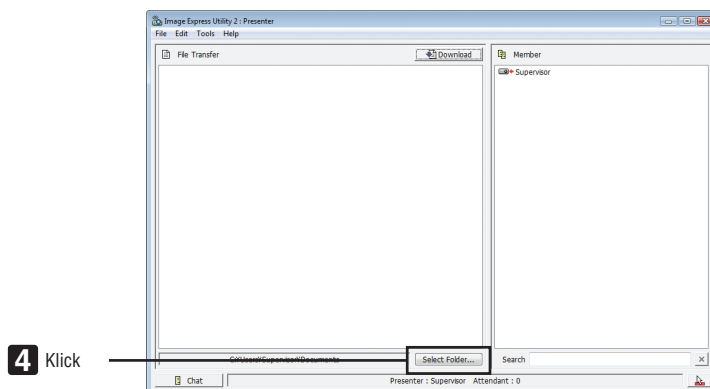 Image Express Utility 2 : Presenter
File Edit Tools Help
File Transfer
Download
Member
Supervisor
4 Klick
C:\Users\Supervisor\Documents
Select Folder...
Search
Chat
Presenter : Supervisor Attendant : 0